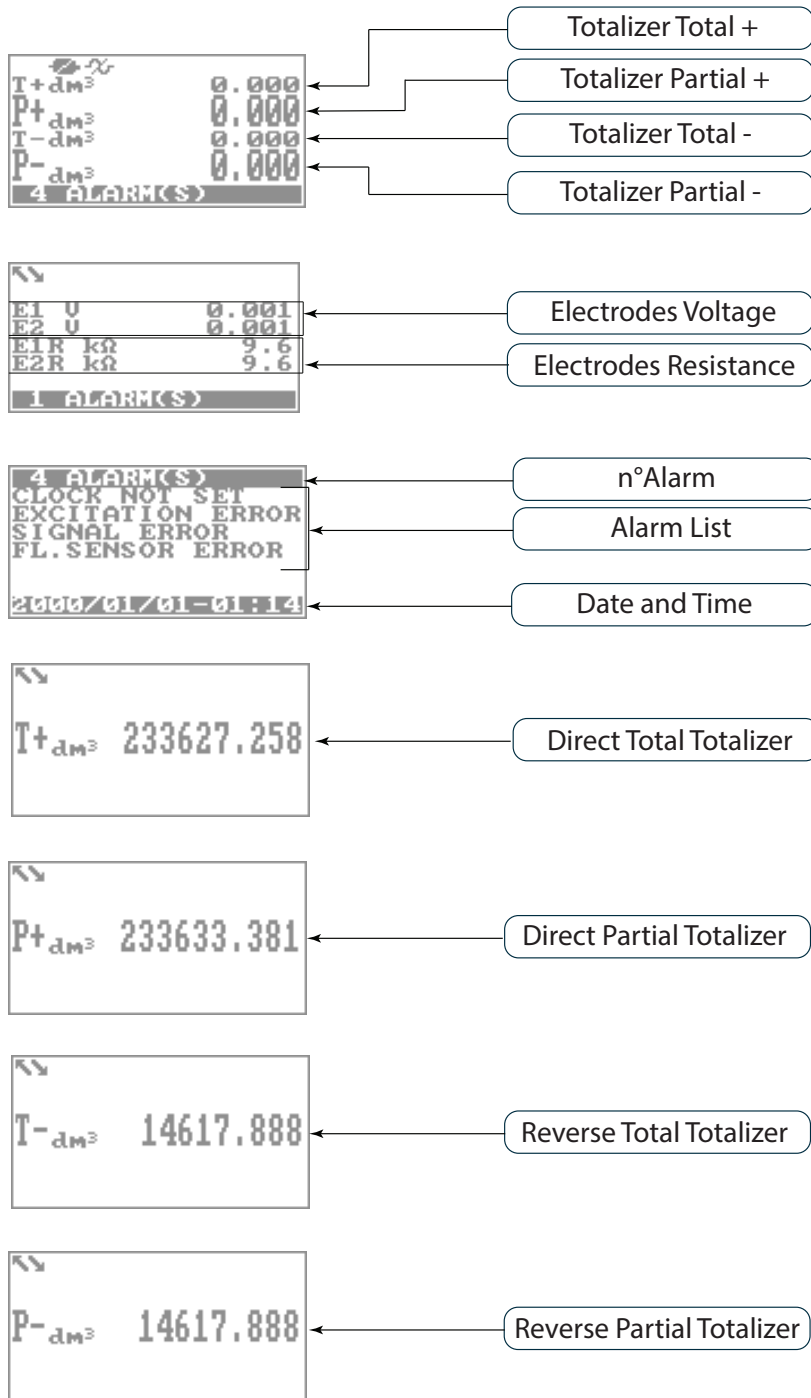 T+dm³ 0.000
P+dm³ 0.000
T-dm³ 0.000
P-dm³ 0.000
4 ALARM(S)
Totalizer Total +
Totalizer Partial +
Totalizer Total -
Totalizer Partial -
E1 V 0.001
E2 V 0.001
E1R kΩ 9.6
E2R kΩ 9.6
1 ALARM(S)
Electrodes Voltage
Electrodes Resistance
4 ALARM(S)
CLOCK NOT SET
EXCITATION ERROR
SIGNAL ERROR
FL.SENSOR ERROR
2000/01/01-01:14
n°Alarm
Alarm List
Date and Time
T+dm³ 233627.258
Direct Total Totalizer
P+dm³ 233633.381
Direct Partial Totalizer
T-dm³ 14617.888
Reverse Total Totalizer
P-dm³ 14617.888
Reverse Partial Totalizer